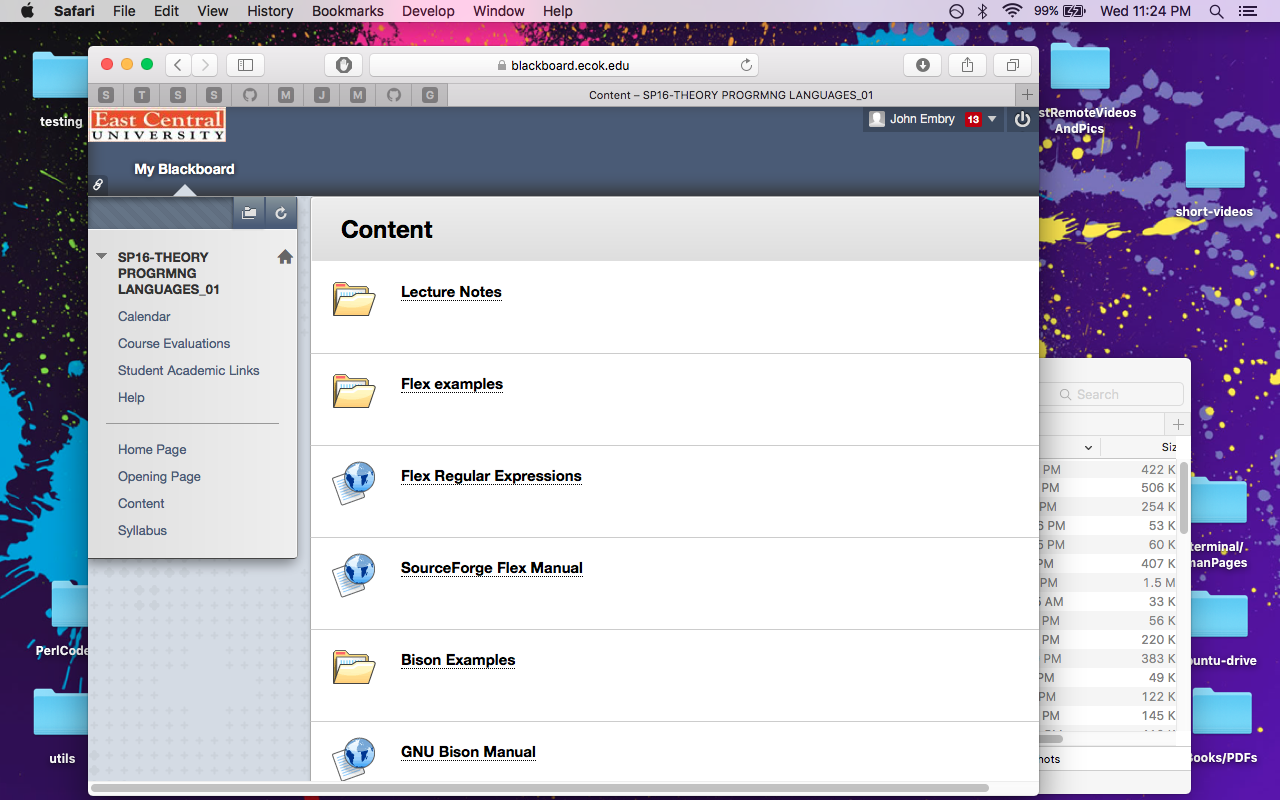 Safari File Edit View History Bookmarks Develop Window Help 99% Wed 11:24 PM
blackboard.ecok.edu
S T S S M J M G Content – SP16-THEORY PROGRMNG LANGUAGES_01
East Central
UNIVERSITY
John Embry 13
My Blackboard
SP16-THEORY
PROGRMNG
LANGUAGES_01
Calendar
Course Evaluations
Student Academic Links
Help
Home Page
Opening Page
Content
Syllabus
Content
Lecture Notes
Flex examples
Flex Regular Expressions
SourceForge Flex Manual
Bison Examples
GNU Bison Manual
testing
PerlCode
utils
stRemoteVideos
AndPics
short-videos
terminal/
manPages
buntu-drive
Books/PDFs
Search
Siz
PM 422 K
PM 506 K
PM 254 K
6 PM 53 K
5 PM 60 K
PM 407 K
PM 1.5 M
5 AM 33 K
PM 56 K
PM 220 K
PM 383 K
PM 49 K
PM 122 K
PM 145 K
hots